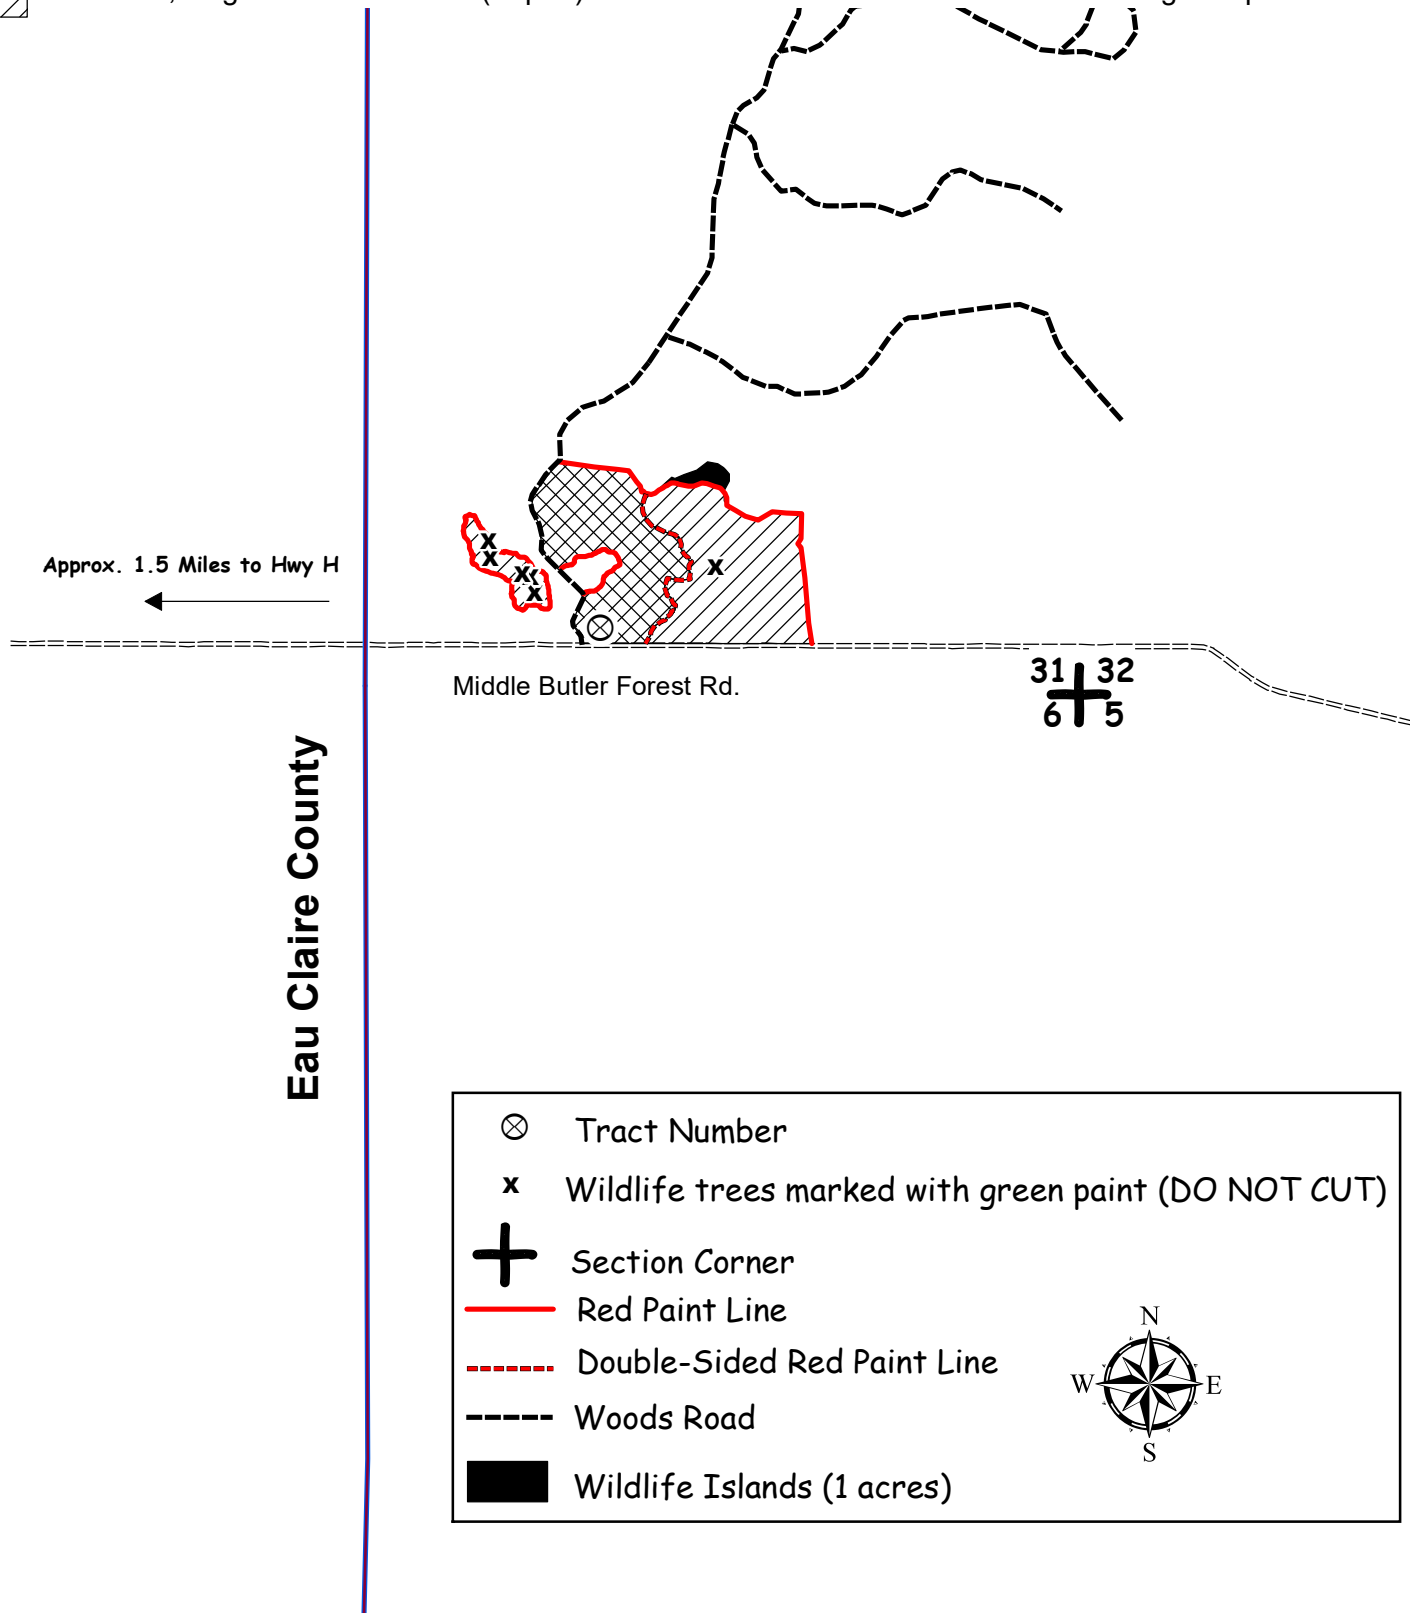 Approx. 1.5 Miles to Hwy H
Middle Butler Forest Rd.
31 32
6 5
Eau Claire County
Tract Number
x Wildlife trees marked with green paint (DO NOT CUT)
Section Corner
Red Paint Line
Double-Sided Red Paint Line
Woods Road
Wildlife Islands (1 acres)
N
W E
S